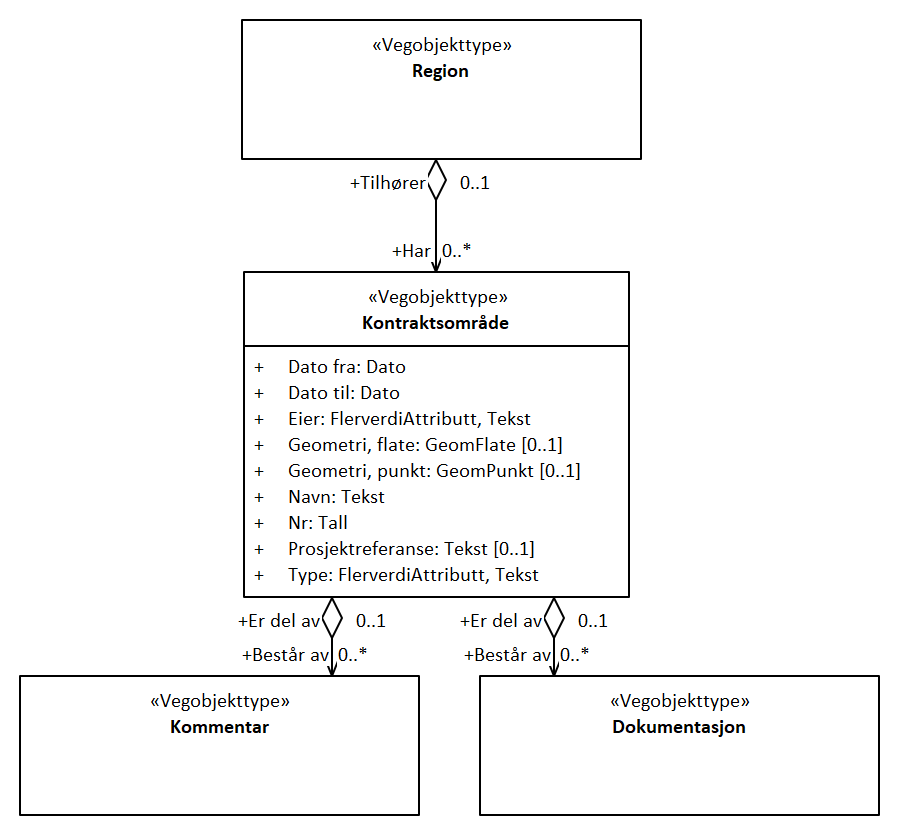 «Vegobjekttype»
Region
+Tilhører 0..1
+Har 0..*
«Vegobjekttype»
Kontraktsområde
+ Dato fra: Dato
+ Dato til: Dato
+ Eier: FlerverdiAttributt, Tekst
+ Geometri, flate: GeomFlate [0..1]
+ Geometri, punkt: GeomPunkt [0..1]
+ Navn: Tekst
+ Nr: Tall
+ Prosjektreferanse: Tekst [0..1]
+ Type: FlerverdiAttributt, Tekst
+Er del av 0..1 +Er del av 0..1
+Består av 0..* +Består av 0..*
«Vegobjekttype» «Vegobjekttype»
Kommentar Dokumentasjon